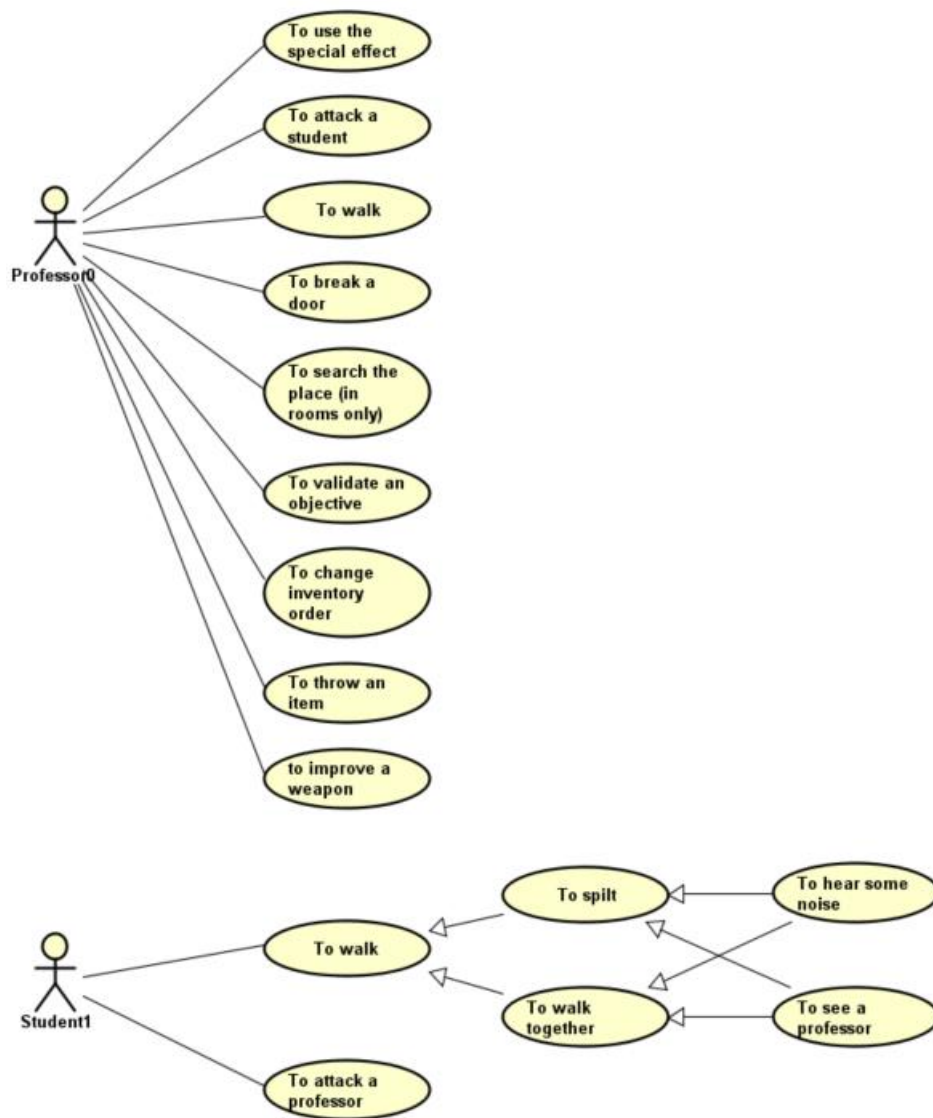 To use the
special effect
To attack a
student
To walk
Professor0
To break a
door
To search the
place (in
rooms only)
To validate an
objective
To change
inventory
order
To throw an
item
to improve a
weapon
To spilt
To hear some
noise
To walk
Student1
To walk
together
To see a
professor
To attack a
professor